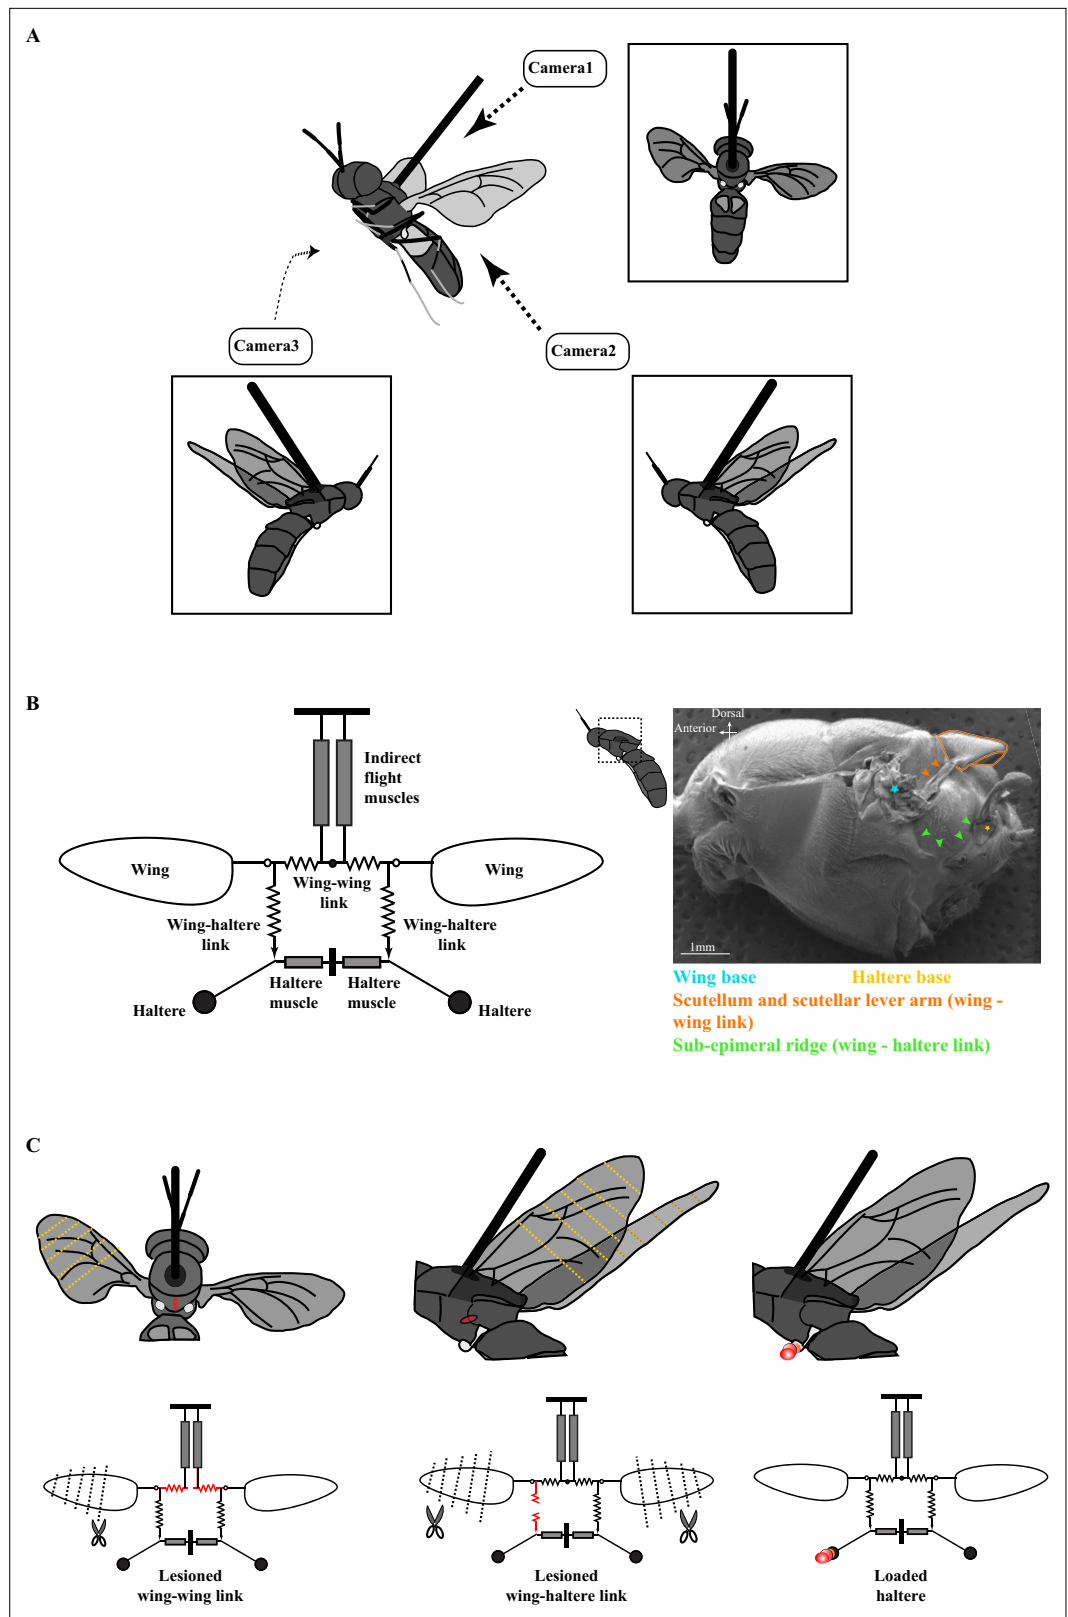 A
Camera1
Camera3
Camera2
B
Indirect
flight
muscles
Wing
Wing
Wing-wing
link
Wing-haltere
link
Wing-haltere
link
Haltere
muscle
Haltere
muscle
Haltere
Haltere
Dorsal
Anterior
1mm
Wing base
Haltere base
Scutellum and scutellar lever arm (wing -
wing link)
Sub-epimeral ridge (wing - haltere link)
C
Lesioned
wing-wing link
Lesioned
wing-haltere link
Loaded
haltere